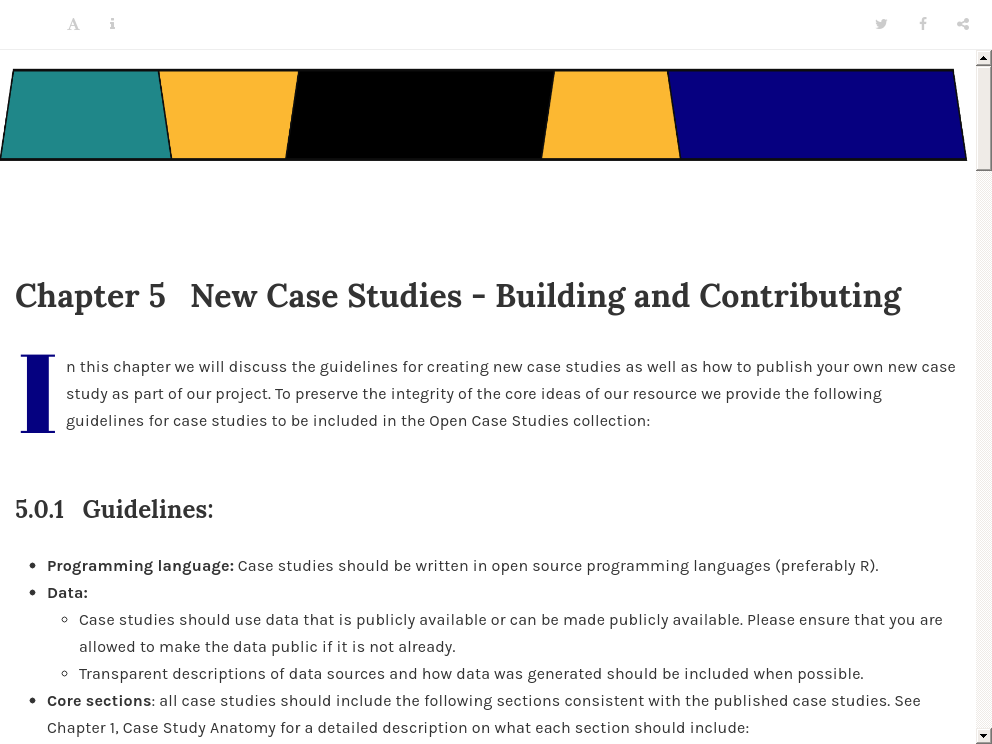 Chapter 5 New Case Studies - Building and Contributing
In this chapter we will discuss the guidelines for creating new case studies as well as how to publish your own new case
study as part of our project. To preserve the integrity of the core ideas of our resource we provide the following
guidelines for case studies to be included in the Open Case Studies collection:
5.0.1 Guidelines:
Programming language: Case studies should be written in open source programming languages (preferably R).
Data:
Case studies should use data that is publicly available or can be made publicly available. Please ensure that you are
allowed to make the data public if it is not already.
Transparent descriptions of data sources and how data was generated should be included when possible.
Core sections: all case studies should include the following sections consistent with the published case studies. See
Chapter 1, Case Study Anatomy for a detailed description on what each section should include: